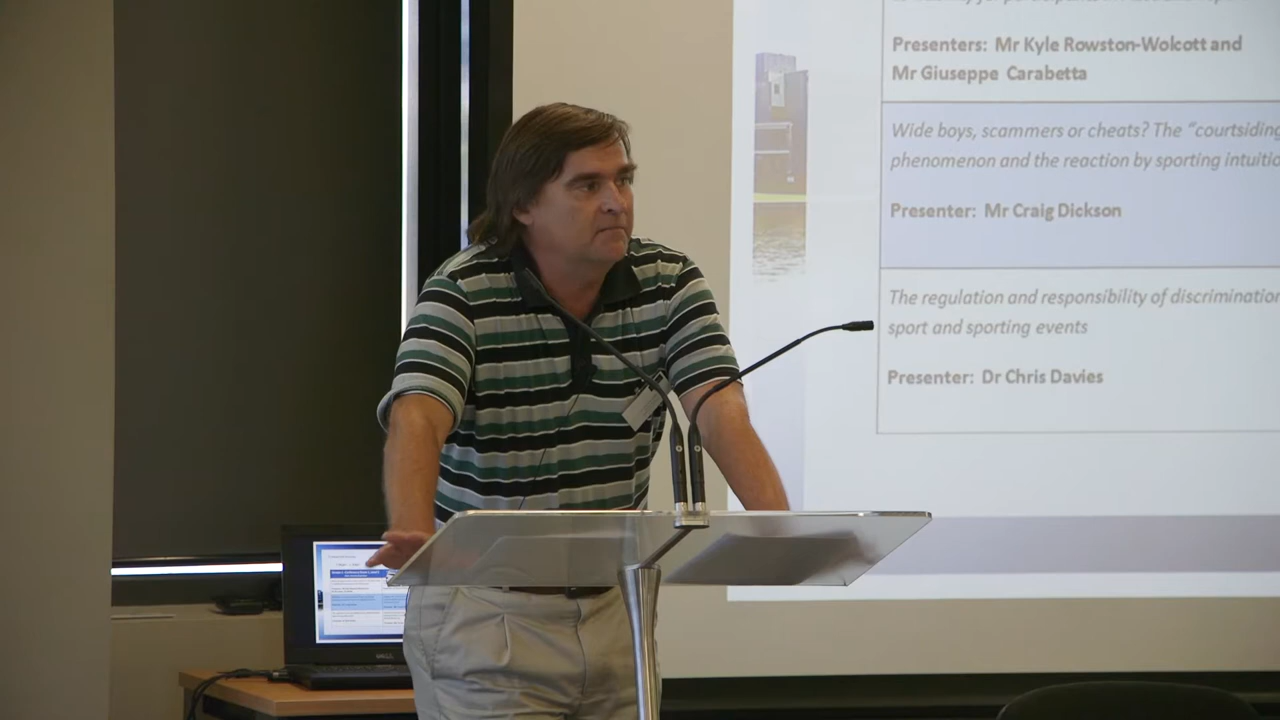 Presenters: Mr Kyle Rowston-Wolcott and
Mr Giuseppe Carabetta
Wide boys, scammers or cheats? The "courtsiding
phenomenon and the reaction by sporting intuitio
Presenter: Mr Craig Dickson
The regulation and responsibility of discrimination
sport and sporting events
Presenter: Dr Chris Davies
DELL